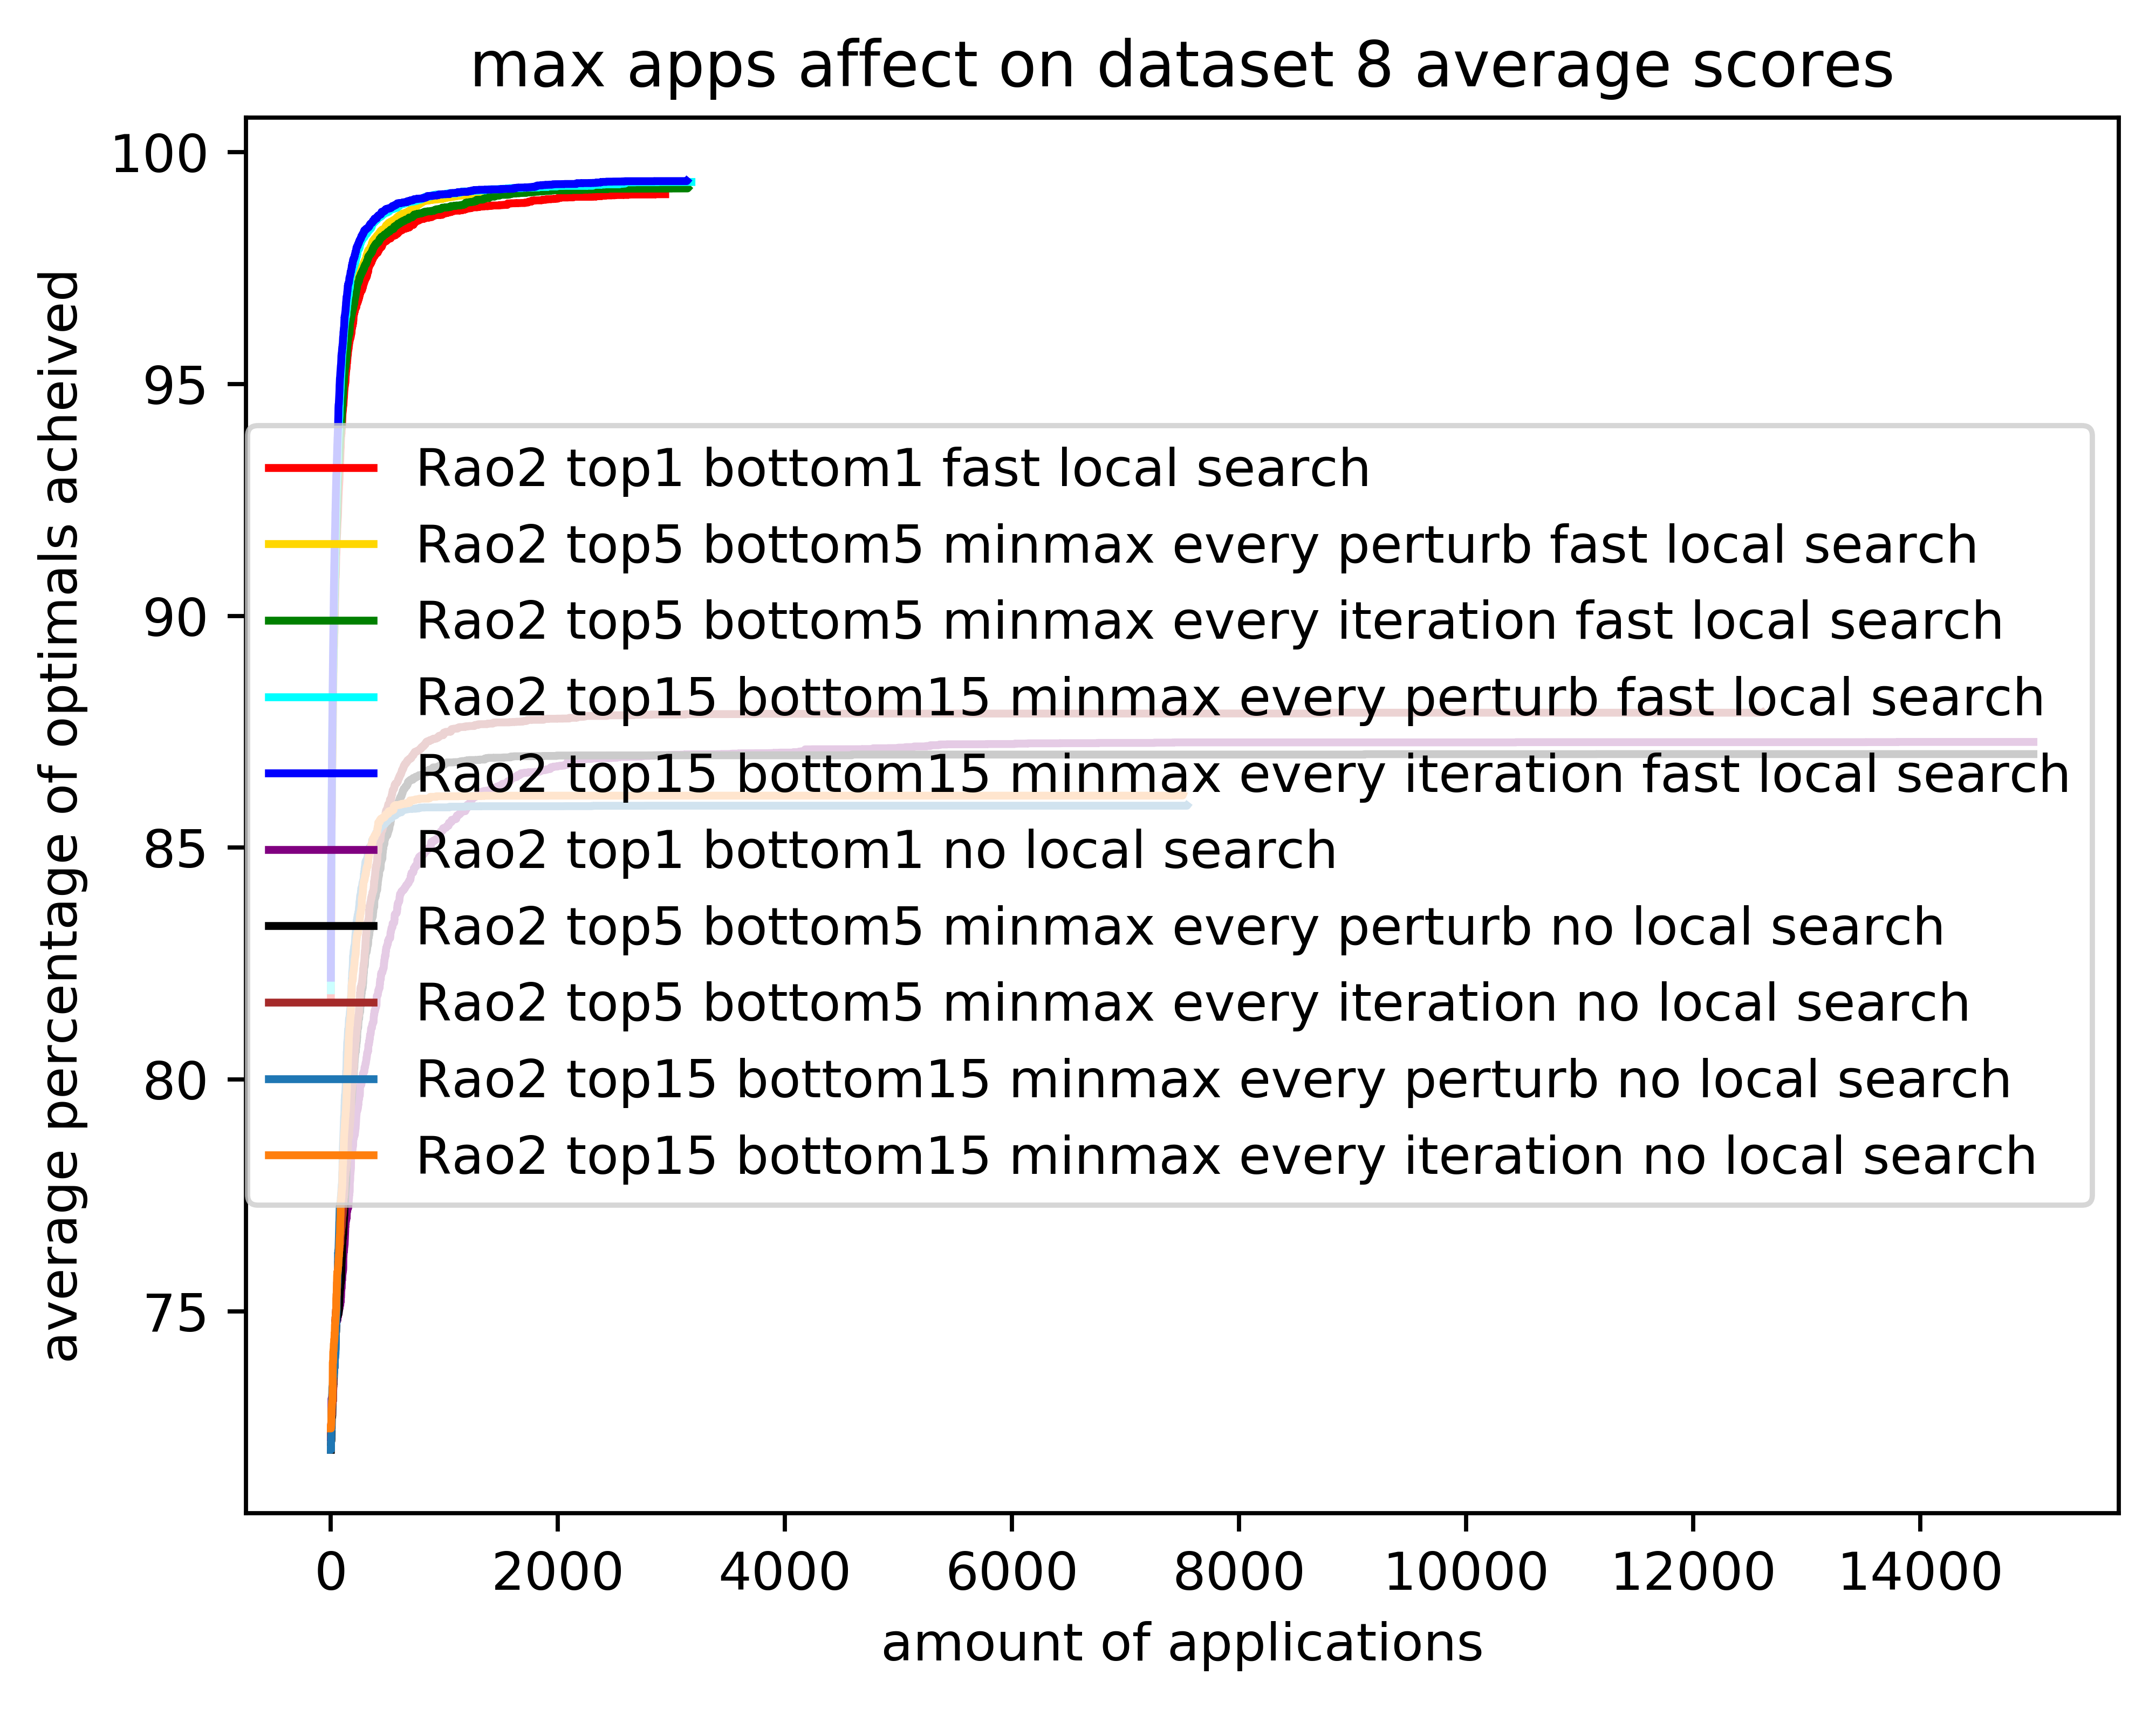 max apps affect on dataset 8 average scores
average percentage of optimals acheived
100
95
90
85
80
75
Rao2 top1 bottom1 fast local search
Rao2 top5 bottom5 minmax every perturb fast local search
Rao2 top5 bottom5 minmax every iteration fast local search
Rao2 top15 bottom15 minmax every perturb fast local search
Rao2 top15 bottom15 minmax every iteration fast local search
Rao2 top1 bottom1 no local search
Rao2 top5 bottom5 minmax every perturb no local search
Rao2 top5 bottom5 minmax every iteration no local search
Rao2 top15 bottom15 minmax every perturb no local search
Rao2 top15 bottom15 minmax every iteration no local search
0 2000 4000 6000 8000 10000 12000 14000
amount of applications